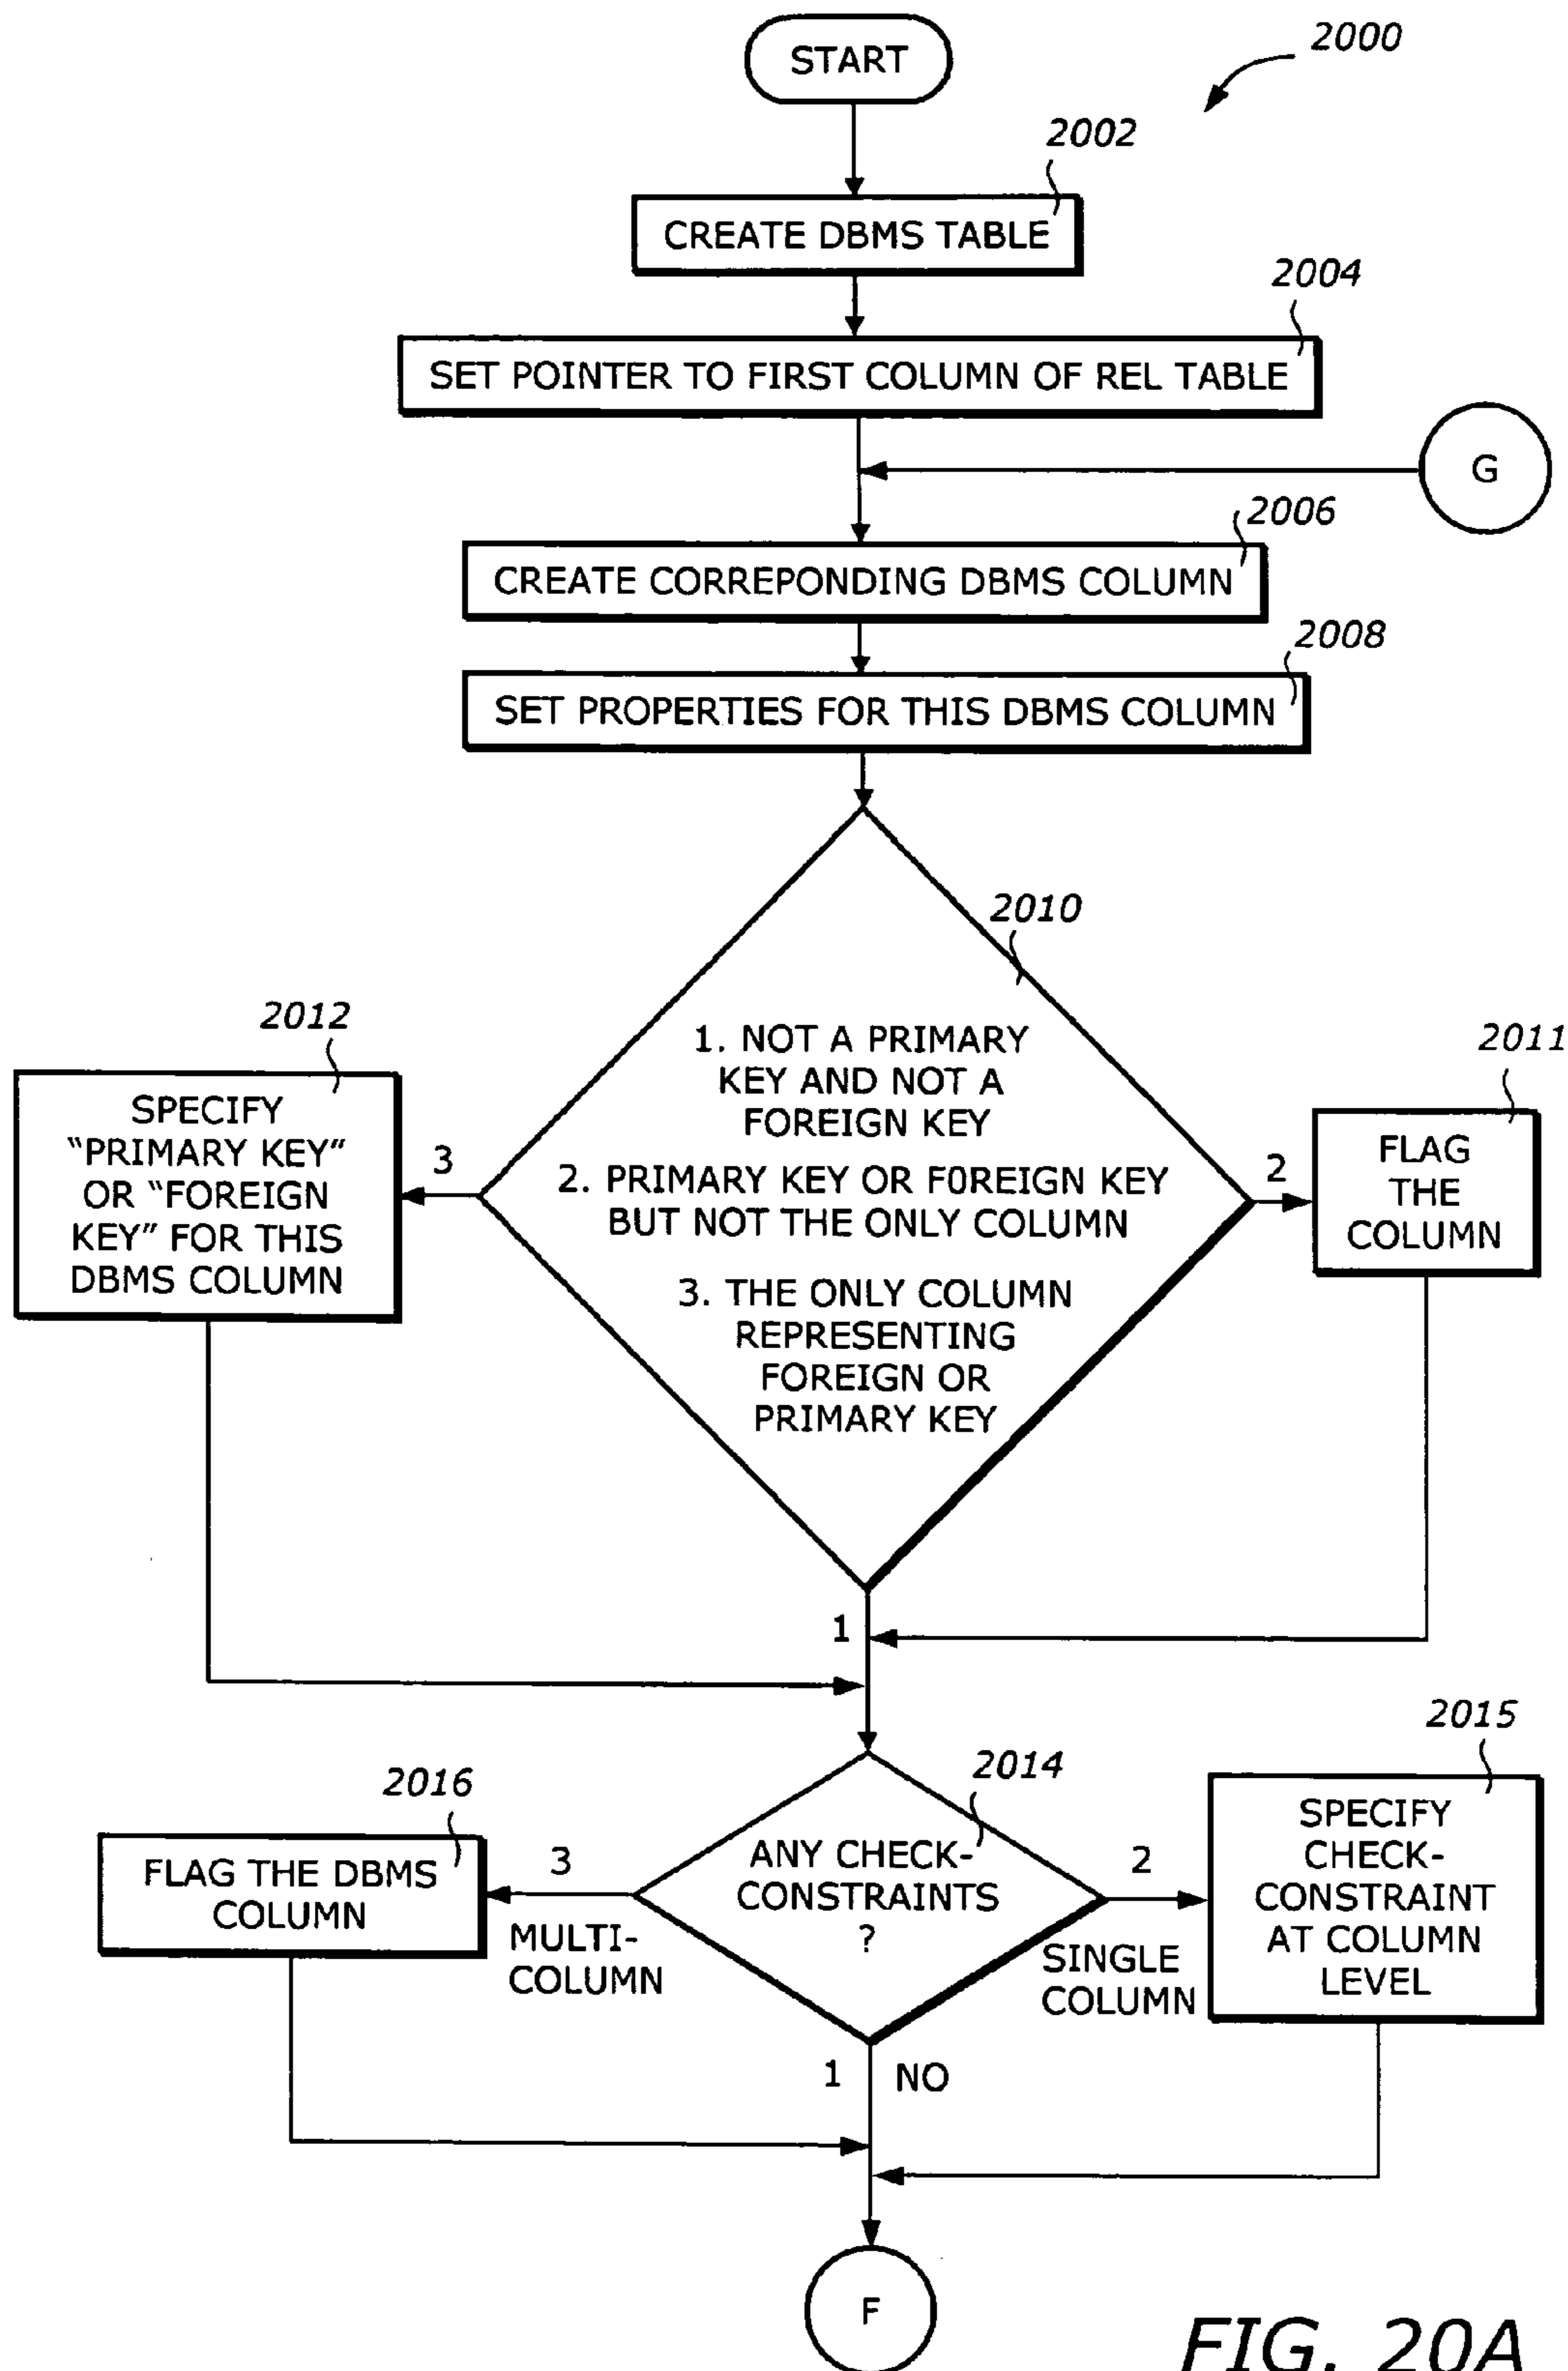 START
2000
2002
CREATE DBMS TABLE
2004
SET POINTER TO FIRST COLUMN OF REL TABLE
G
2006
CREATE CORREPONDING DBMS COLUMN
2008
SET PROPERTIES FOR THIS DBMS COLUMN
2010
1. NOT A PRIMARY
KEY AND NOT A
FOREIGN KEY
2. PRIMARY KEY OR FOREIGN KEY
BUT NOT THE ONLY COLUMN
3. THE ONLY COLUMN
REPRESENTING
FOREIGN OR
PRIMARY KEY
2012
SPECIFY
“PRIMARY KEY”
OR “FOREIGN
KEY” FOR THIS
DBMS COLUMN
3
2
2011
FLAG
THE
COLUMN
1
2014
ANY CHECK-
CONSTRAINTS
?
2016
FLAG THE DBMS
COLUMN
3
MULTI-
COLUMN
2
SINGLE
COLUMN
2015
SPECIFY
CHECK-
CONSTRAINT
AT COLUMN
LEVEL
1 NO
F
FIG. 20A